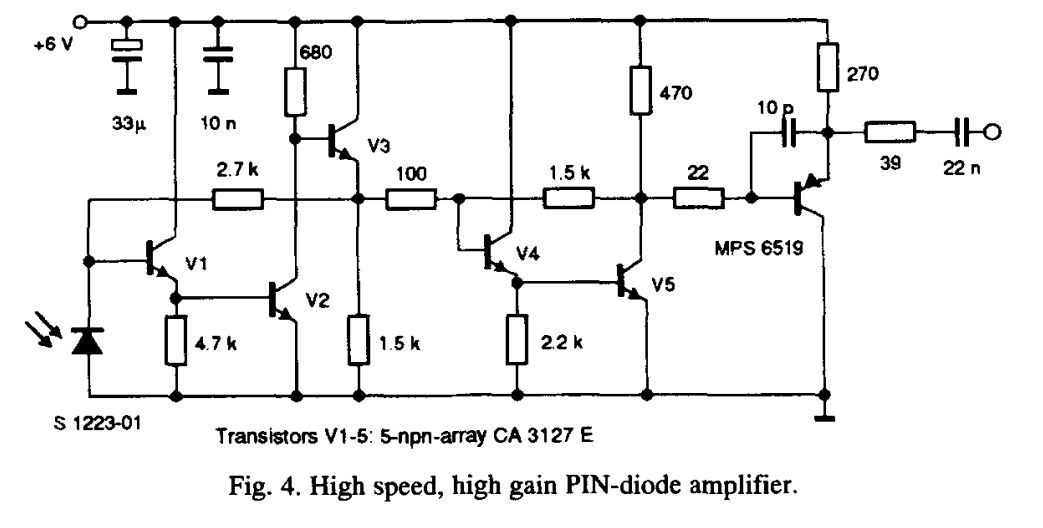 +6 V
33μ
10 n
680
V3
470
270
10 p
39
22 n
2.7 k
100
1.5 k
22
V1
V4
V5
MPS 6519
V2
4.7 k
1.5 k
2.2 k
S 1223-01
Transistors V1-5: 5-npn-array CA 3127 E
Fig. 4. High speed, high gain PIN-diode amplifier.